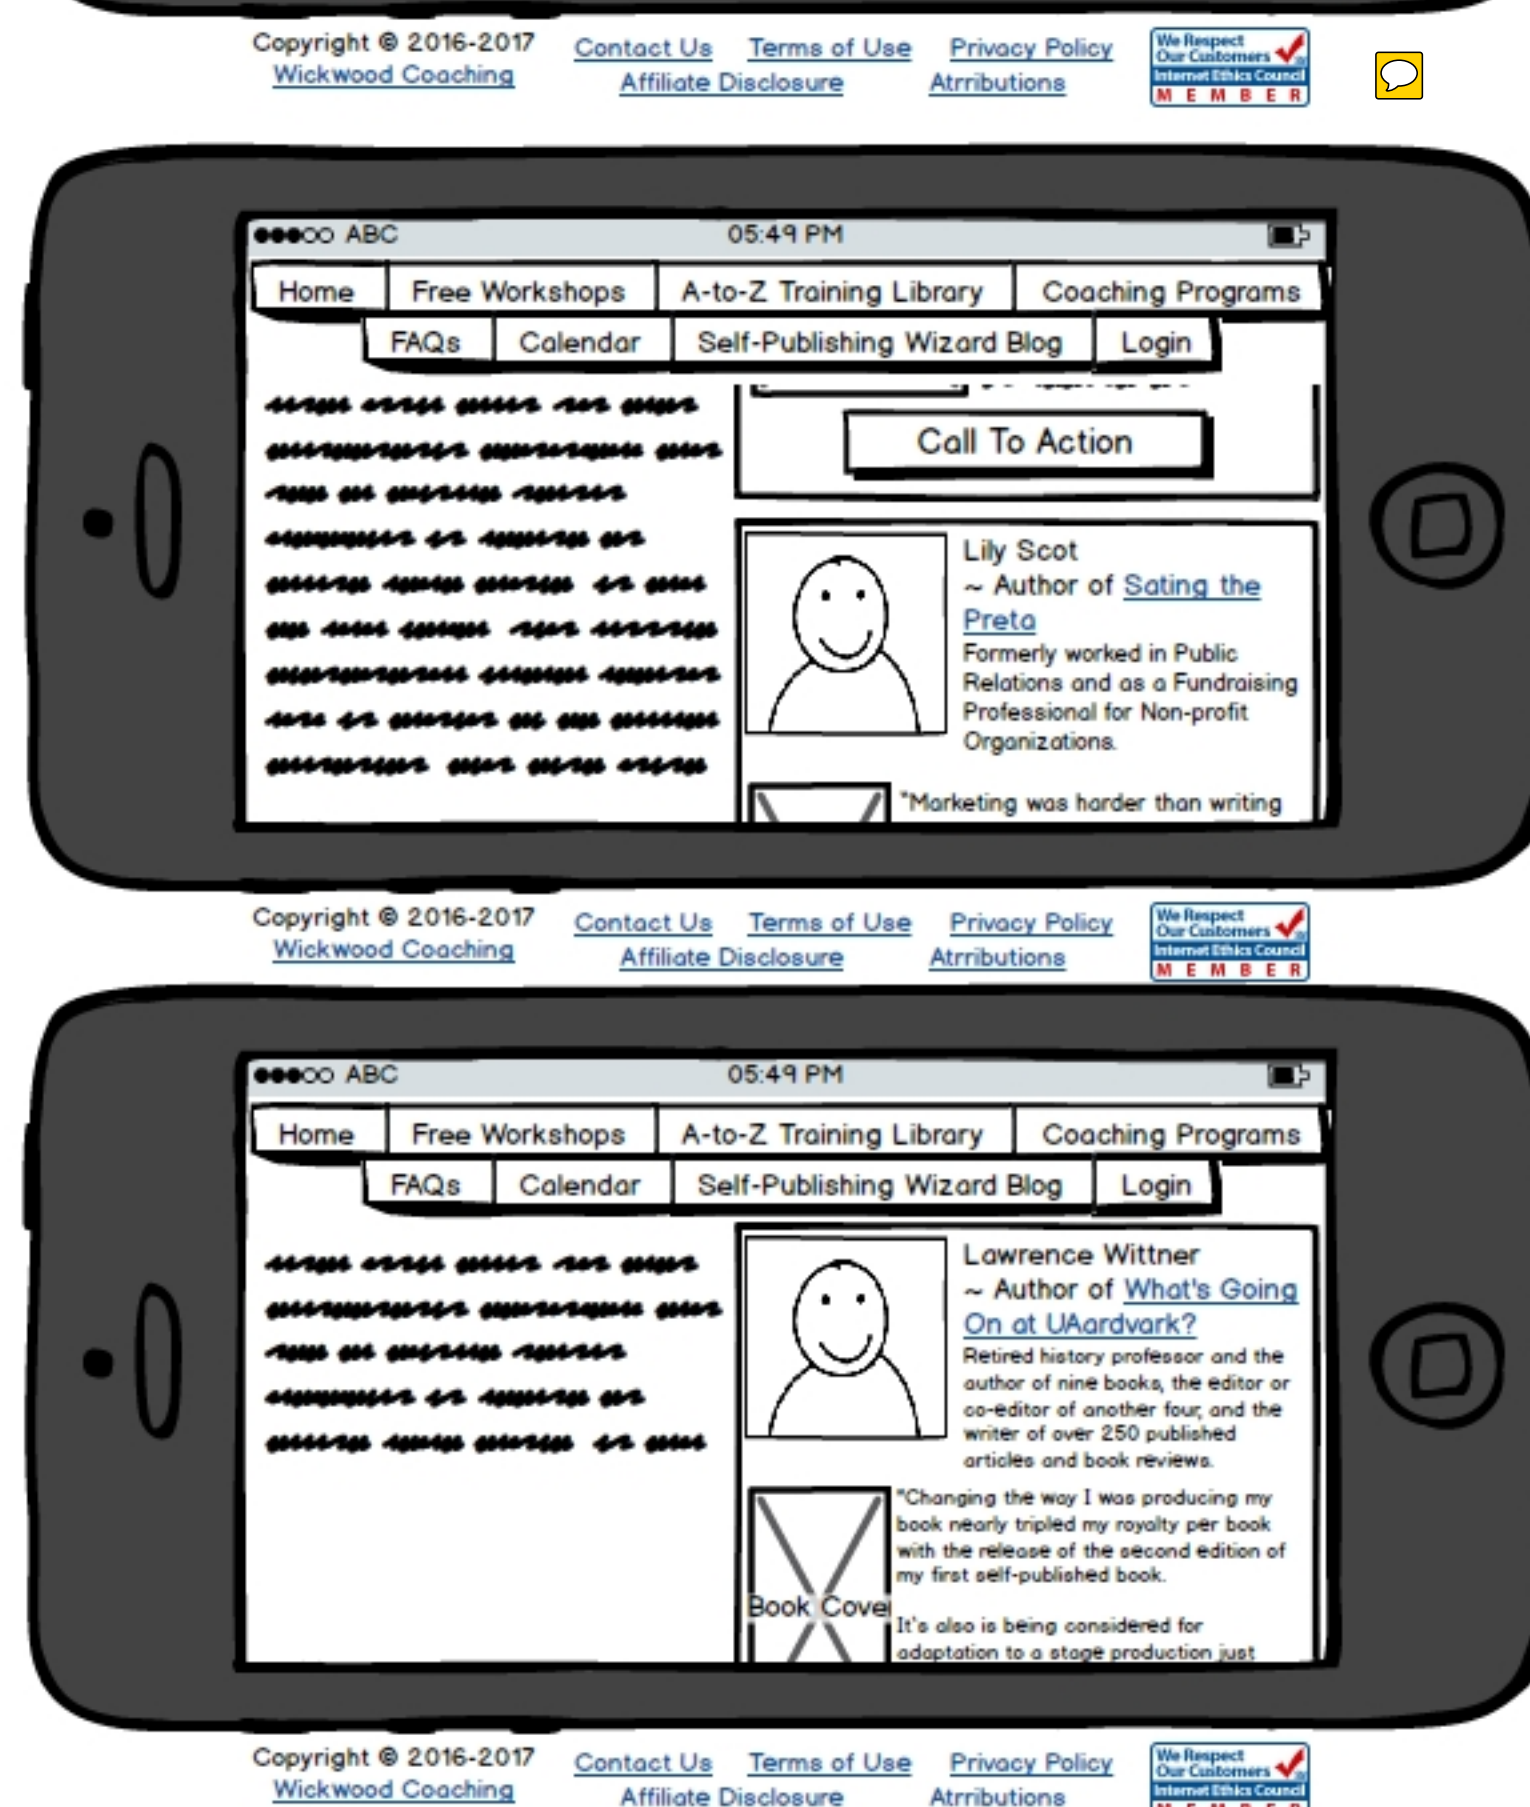 Copyright © 2016-2017 Contact Us Terms of Use Privacy Policy
Wickwood Coaching Affiliate Disclosure Atrributions
We Respect
Our Customers
Internet Ethics Council
MEMBER
ABC 05:49 PM
Home Free Workshops A-to-Z Training Library Coaching Programs
FAQs Calendar Self-Publishing Wizard Blog Login
Call To Action
Lily Scot
~ Author of Sating the
Preta
Formerly worked in Public
Relations and as a Fundraising
Professional for Non-profit
Organizations.
"Marketing was harder than writing
Copyright © 2016-2017 Contact Us Terms of Use Privacy Policy
Wickwood Coaching Affiliate Disclosure Atrributions
We Respect
Our Customers
Internet Ethics Council
MEMBER
ABC 05:49 PM
Home Free Workshops A-to-Z Training Library Coaching Programs
FAQs Calendar Self-Publishing Wizard Blog Login
Lawrence Wittner
~ Author of What's Going
On at UAardvark?
Retired history professor and the
author of nine books, the editor or
co-editor of another four, and the
writer of over 250 published
articles and book reviews.
"Changing the way I was producing my
book nearly tripled my royalty per book
with the release of the second edition of
my first self-published book.
Book Cover
It's also is being considered for
adaptation to a stage production just
Copyright © 2016-2017 Contact Us Terms of Use Privacy Policy
Wickwood Coaching Affiliate Disclosure Atrributions
We Respect
Our Customers
Internet Ethics Council
MEMBER